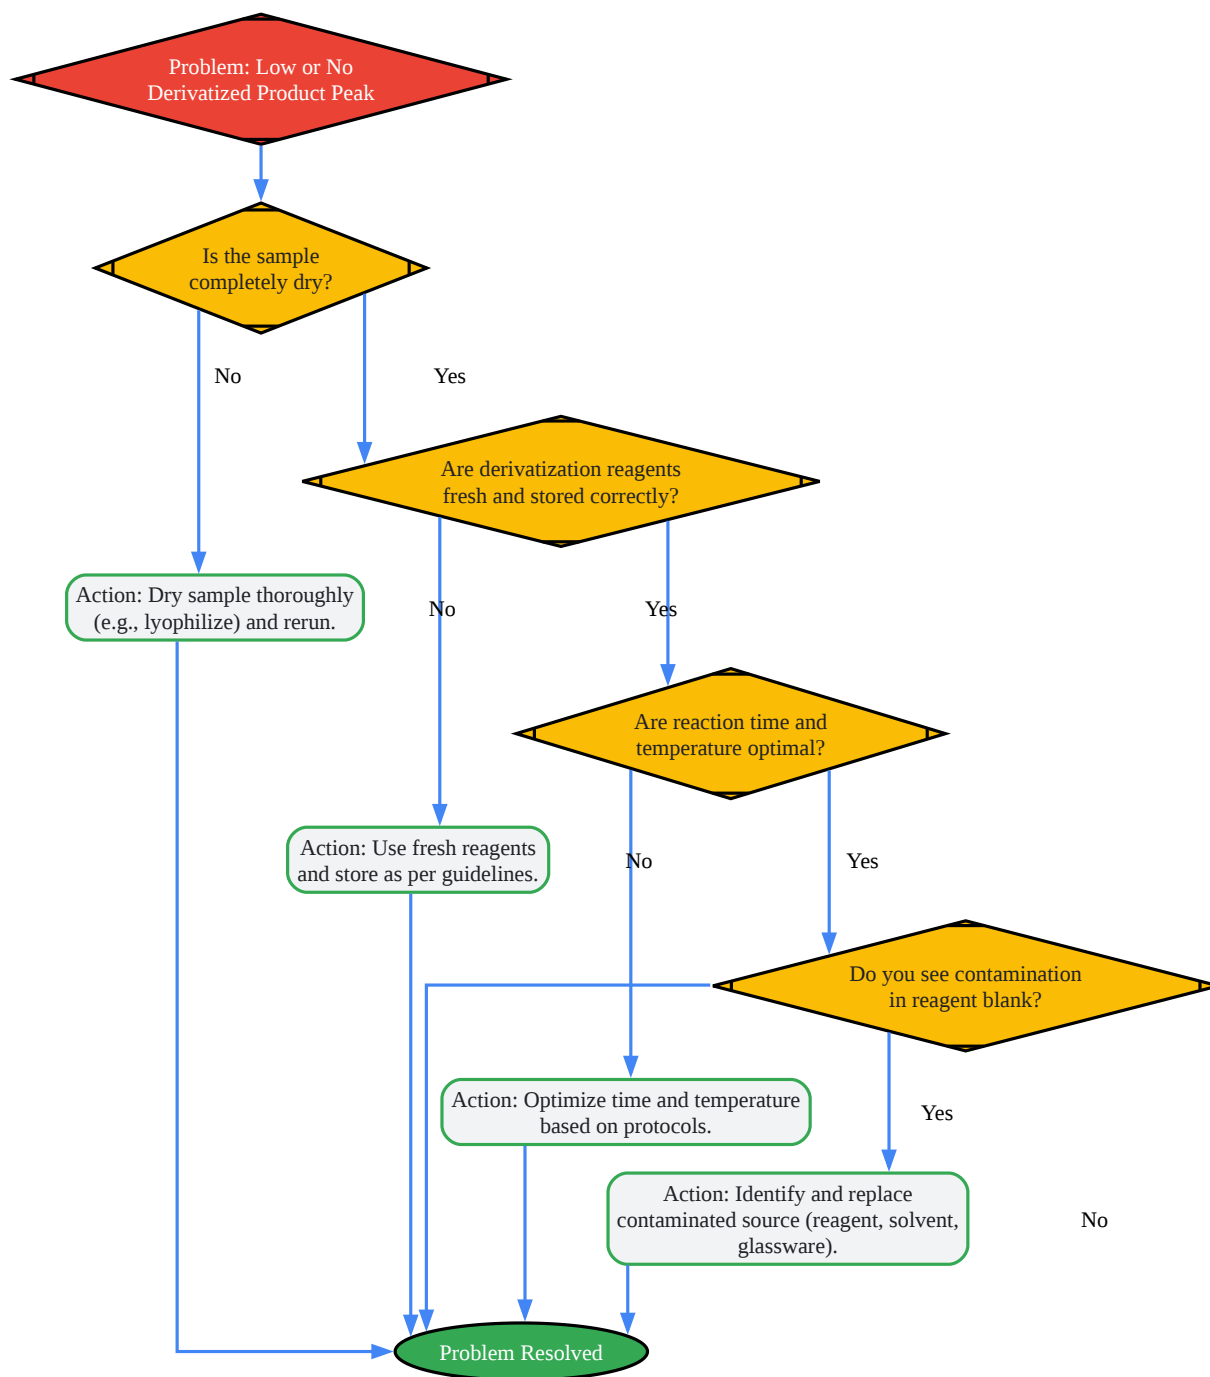 Problem: Low or No
Derivatized Product Peak
Is the sample
completely dry?
No
Yes
Are derivatization reagents
fresh and stored correctly?
Action: Dry sample thoroughly
(e.g., lyophilize) and rerun.
No
Yes
Are reaction time and
temperature optimal?
Action: Use fresh reagents
and store as per guidelines.
No
Yes
Do you see contamination
in reagent blank?
Action: Optimize time and temperature
based on protocols.
Yes
Action: Identify and replace
contaminated source (reagent, solvent,
glassware).
No
Problem Resolved